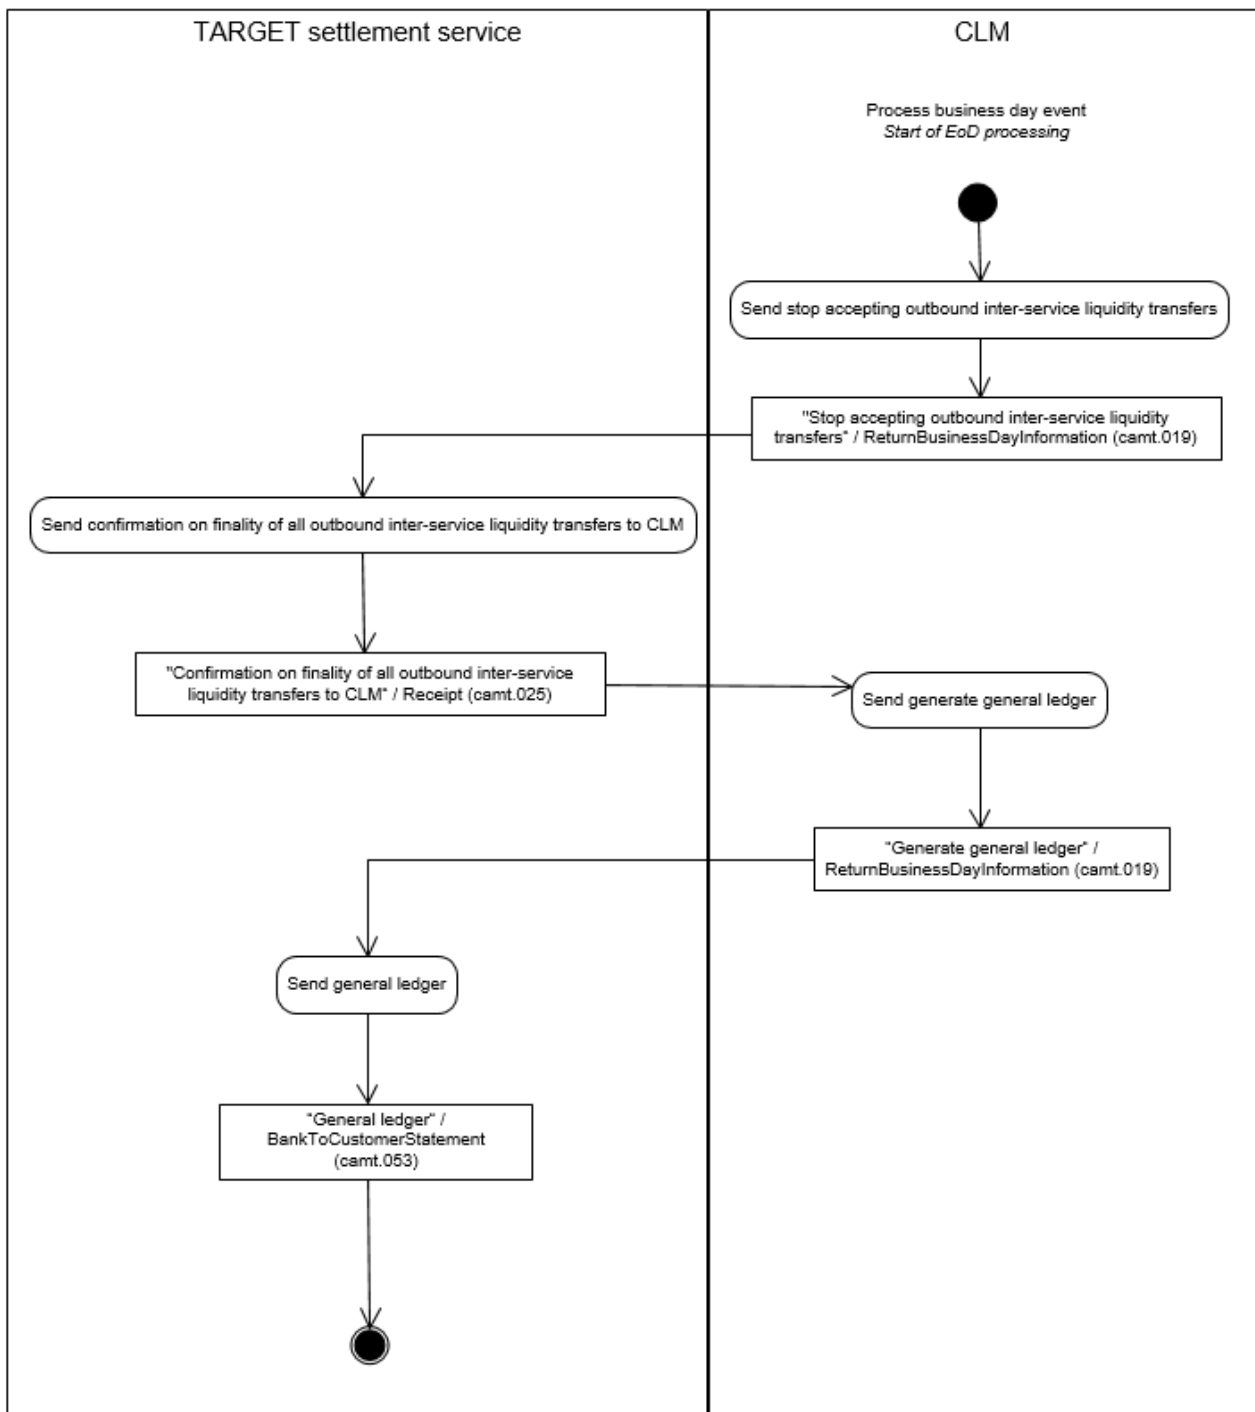 TARGET settlement service
CLM
Process business day event
Start of EoD processing
Send stop accepting outbound inter-service liquidity transfers
"Stop accepting outbound inter-service liquidity
transfers" / ReturnBusinessDayInformation (camt.019)
Send confirmation on finality of all outbound inter-service liquidity transfers to CLM
"Confirmation on finality of all outbound inter-service
liquidity transfers to CLM" / Receipt (camt.025)
Send generate general ledger
"Generate general ledger" /
ReturnBusinessDayInformation (camt.019)
Send general ledger
"General ledger" /
BankToCustomerStatement
(camt.053)